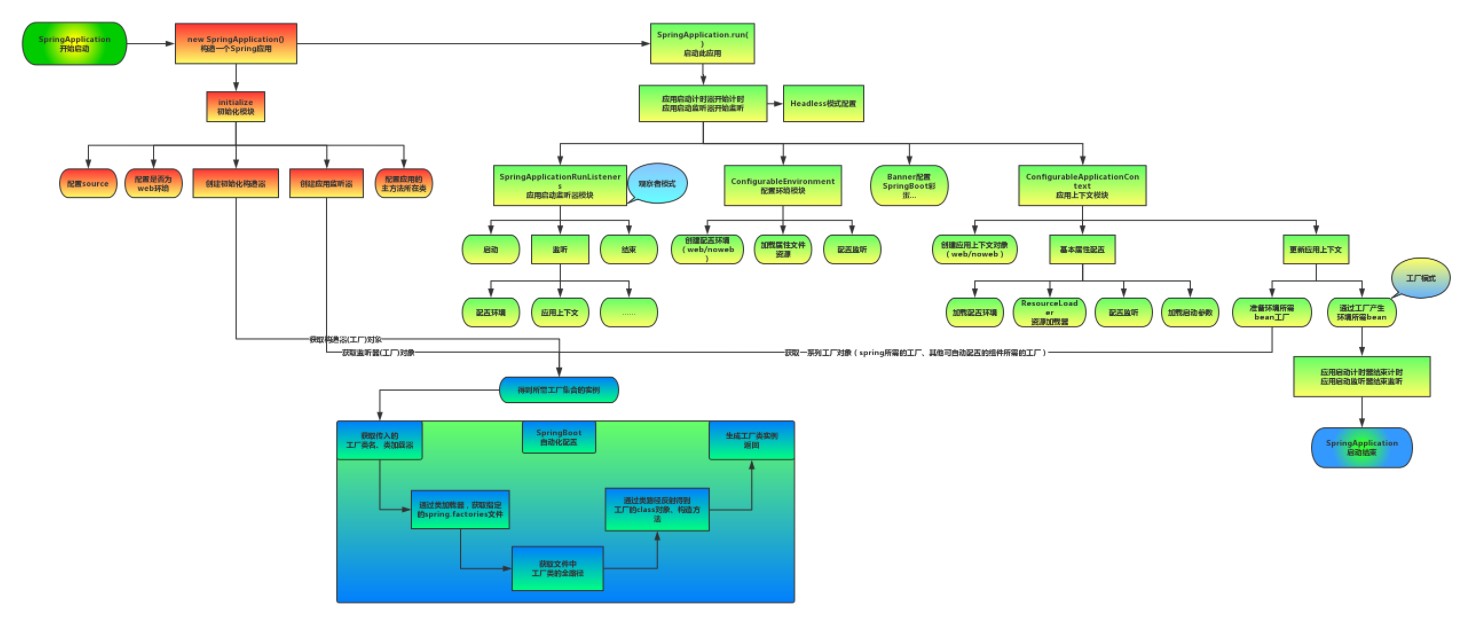 SpringApplication
开始启动
new SpringApplication()
构造一个Spring应用
SpringApplication.run(
)
启动此应用
initialize
初始化模块
应用启动计时器开始计时
应用启动监听器开始监听
Headless模式配置
配置source
配置是否为
web环境
创建初始化构造器
创建应用监听器
配置应用的
主方法所在类
SpringApplicationRunListener
s
应用启动监听器模块
观察者模式
ConfigurableEnvironment
配置环境模块
Banner配置
SpringBoot彩
蛋...
ConfigurableApplicationCon
text
应用上下文模块
启动
监听
结束
创建配置环境
（web/noweb
）
加载属性文件
资源
配置监听
创建应用上下文对象
（web/noweb）
基本属性配置
更新应用上下文
工厂模式
配置环境
应用上下文
......
加载配置环境
ResourceLoad
er
资源加载器
配置监听
加载启动参数
准备环境所需
bean工厂
通过工厂产生
环境所需bean
获取构造器(工厂)对象
获取监听器(工厂)对象
获取一系列工厂对象（spring所需的工厂、其他可自动配置的组件所需的工厂）
应用启动计时器结束计时
应用启动监听器结束监听
得到所需工厂集合的实例
获取传入的
工厂类名、类加载器
SpringBoot
自动化配置
生成工厂类实例
返回
SpringApplication
启动结束
通过类加载器，获取指定
的spring.factories文件
通过类路径反射得到
工厂的class对象、构造方
法
获取文件中
工厂类的全路径